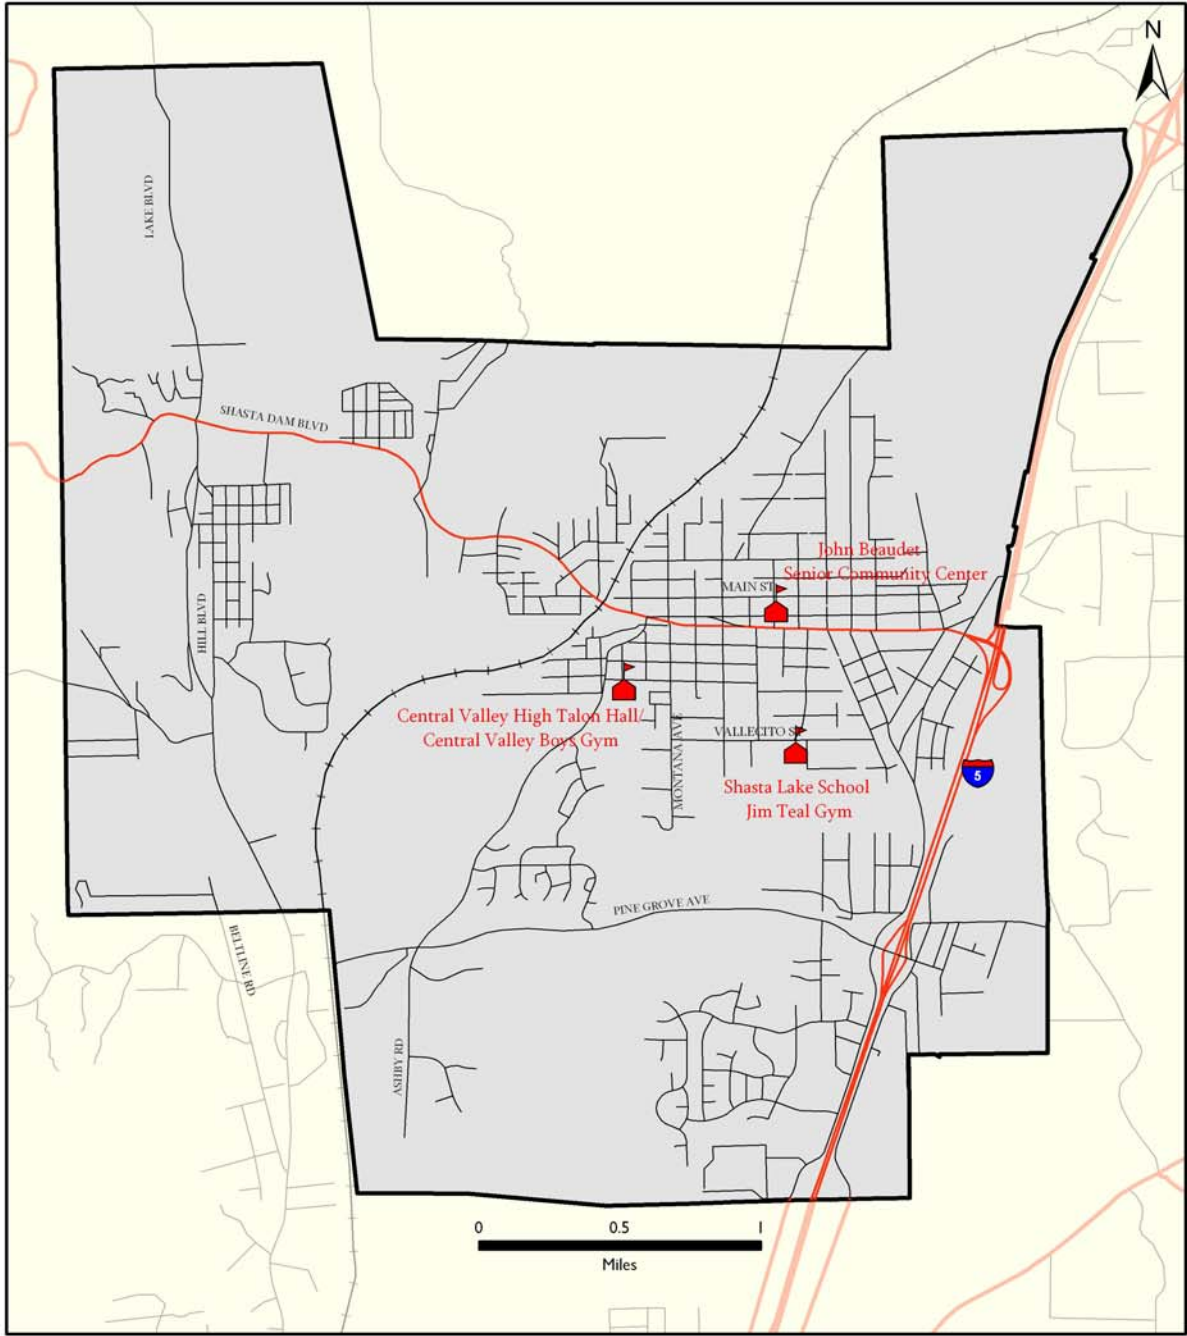 N
LAKE BLVD
SHASTA DAM BLVD
John Beaudet
Senior Community Center
MAIN ST
HILL BLVD
Central Valley High Talon Hall/
Central Valley Boys Gym
MONTANA AVE
VALLECITO ST
Shasta Lake School
Jim Teal Gym
5
PINE GROVE AVE
BELTLINE RD
ASHBY RD
0 0.5 1
Miles